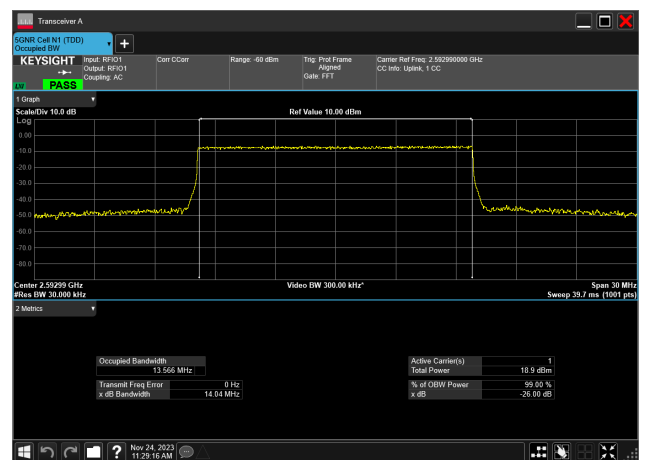 Transceiver A
5GNR Cell N1 (TDD)
Occupied BW
KEYSIGHT
LV PASS
Input: RFIO1
Output: RFIO1
Coupling: AC
Corr CCorr
Range: -60 dBm
Trig: Prot Frame
Aligned
Gate: FFT
Carrier Ref Freq: 2.592990000 GHz
CC Info: Uplink, 1 CC
1 Graph
Scale/Div 10.0 dB
Ref Value 10.00 dBm
Log
0.00
-10.0
-20.0
-30.0
-40.0
-50.0
-60.0
-70.0
-80.0
Center 2.59299 GHz
Video BW 300.00 kHz^
Span 30 MHz
#Res BW 30.000 kHz
Sweep 39.7 ms (1001 pts)
2 Metrics
Occupied Bandwidth
13.566 MHz
Transmit Freq Error 0 Hz
x dB Bandwidth 14.04 MHz
Active Carrier(s) 1
Total Power 18.9 dBm
% of OBW Power 99.00 %
x dB -26.00 dB
Nov 24, 2023
11:29:16 AM